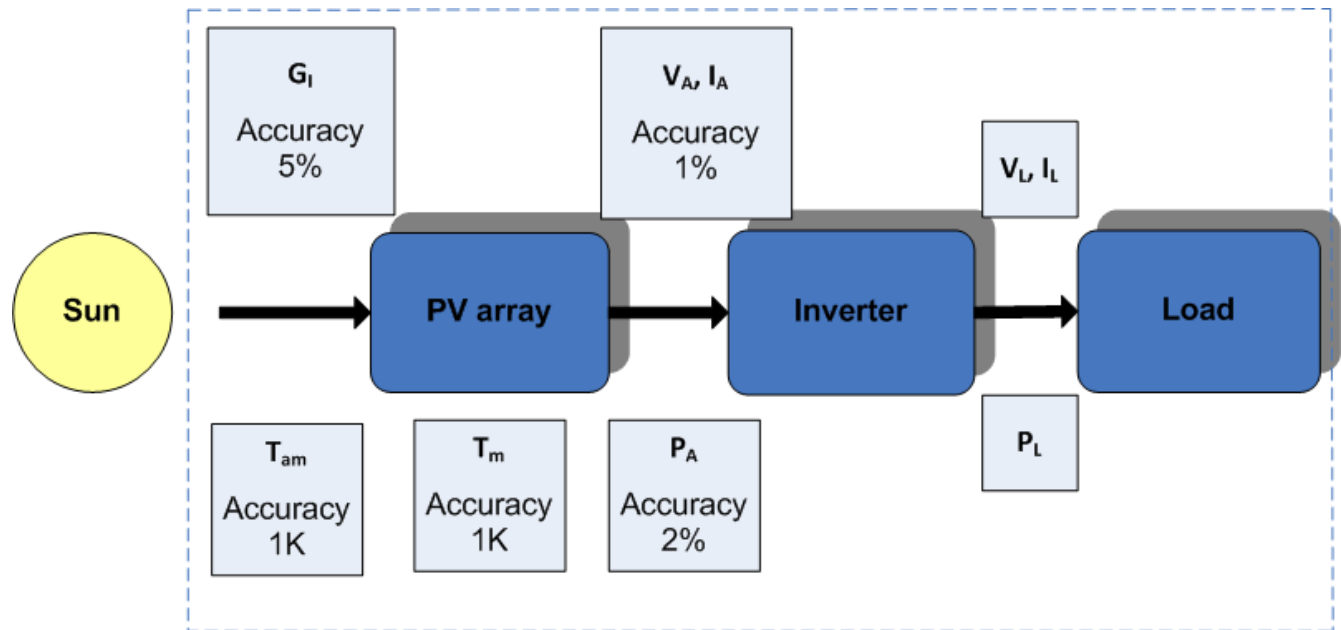 G_I
Accuracy
5%
V_A, I_A
Accuracy
1%
V_L, I_L
Sun
PV array
Inverter
Load
T_am
Accuracy
1K
T_m
Accuracy
1K
P_A
Accuracy
2%
P_L